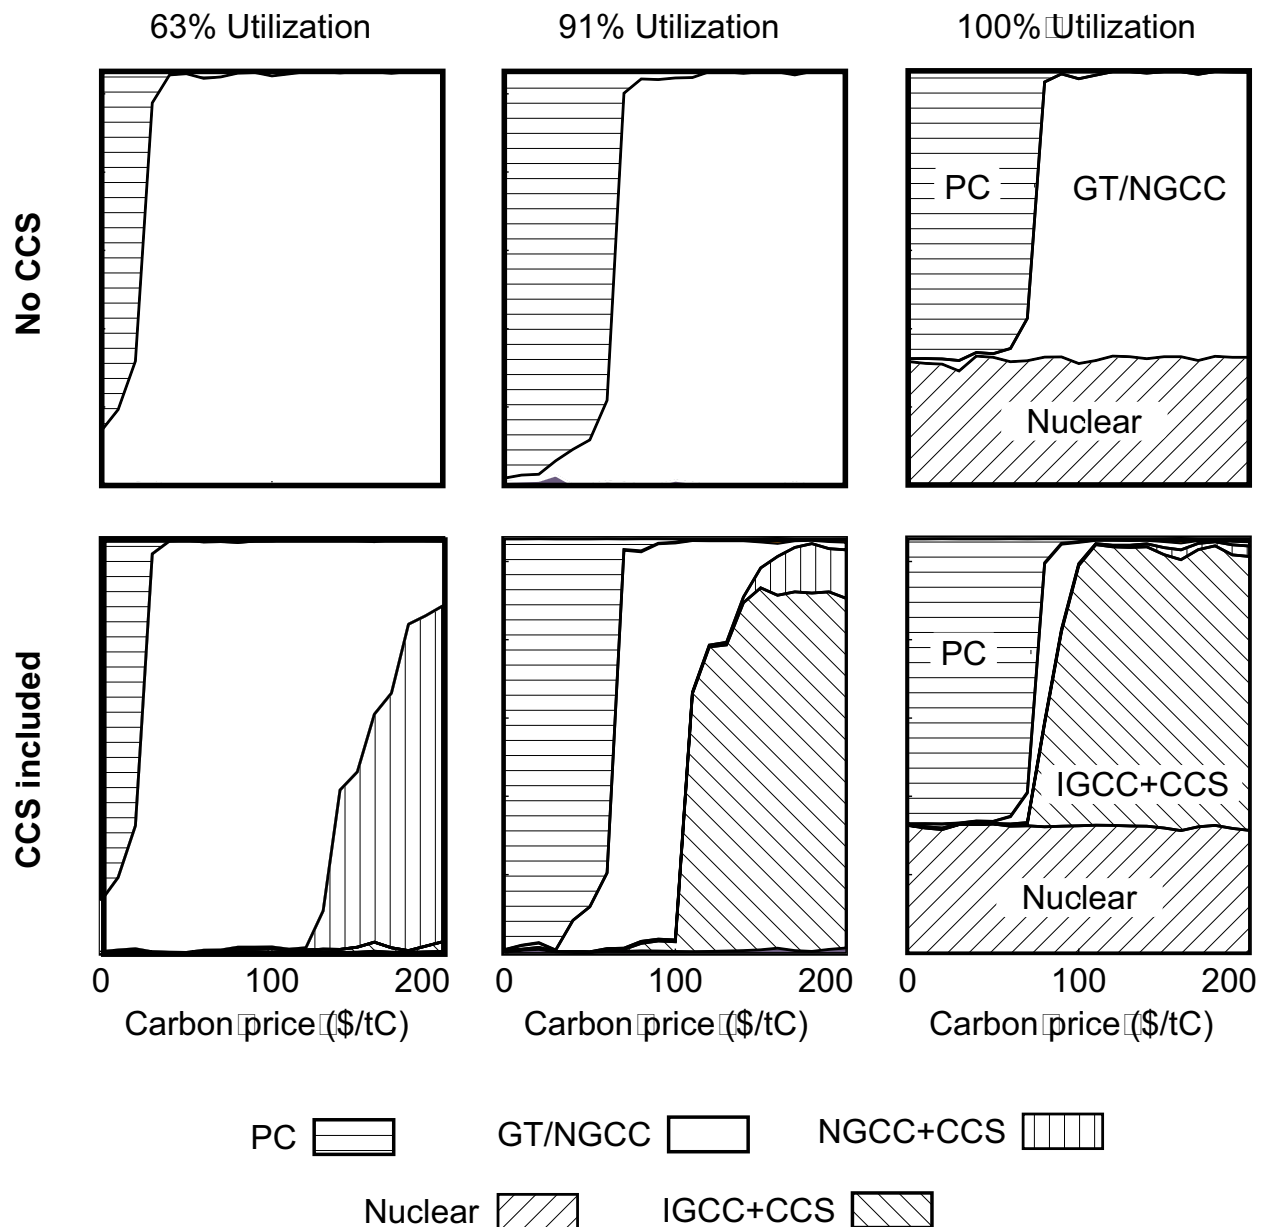 63% Utilization 91% Utilization 100% Utilization
No CCS
PC GT/NGCC
Nuclear
CCS included
PC
IGCC+CCS
Nuclear
0 100 200 0 100 200 0 100 200
Carbon price ($/tC) Carbon price ($/tC) Carbon price ($/tC)
PC GT/NGCC NGCC+CCS
Nuclear IGCC+CCS